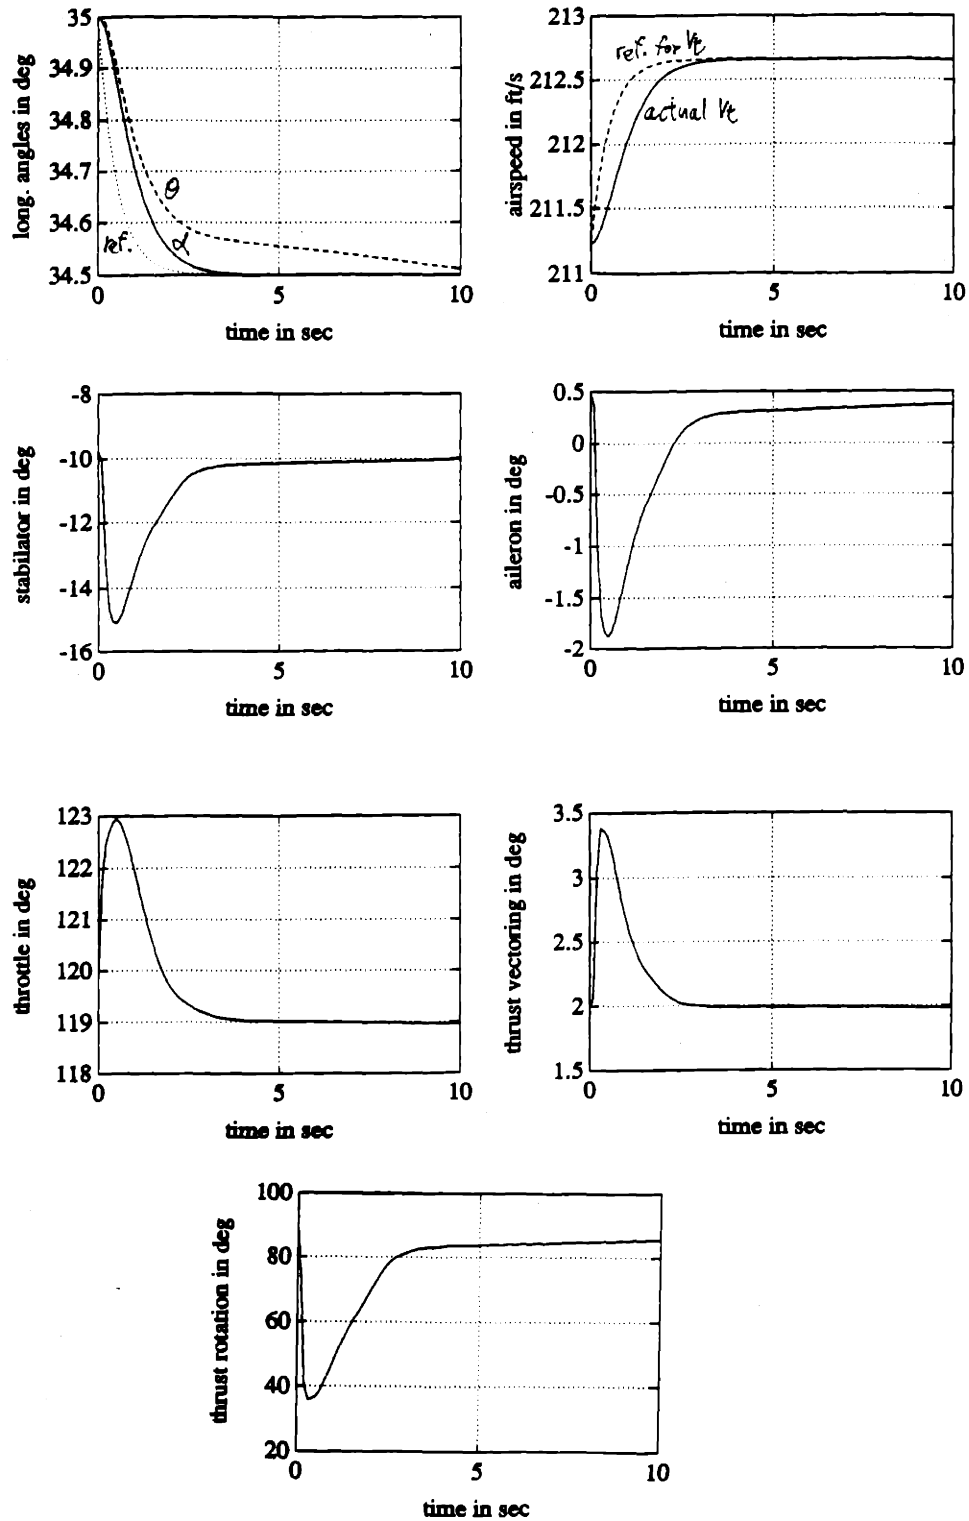 35
34.9
34.8
34.7
34.6
34.5
long. angles in deg
θ
α
ref.
0 5 10
time in sec
213
212.5
212
211.5
211
airspeed in ft/s
ref. for Vt
actual Vt
0 5 10
time in sec
-8
-10
-12
-14
-16
stabilator in deg
0 5 10
time in sec
0.5
0
-0.5
-1
-1.5
-2
aileron in deg
0 5 10
time in sec
123
122
121
120
119
118
throttle in deg
0 5 10
time in sec
3.5
3
2.5
2
1.5
thrust vectoring in deg
0 5 10
time in sec
100
80
60
40
20
thrust rotation in deg
0 5 10
time in sec